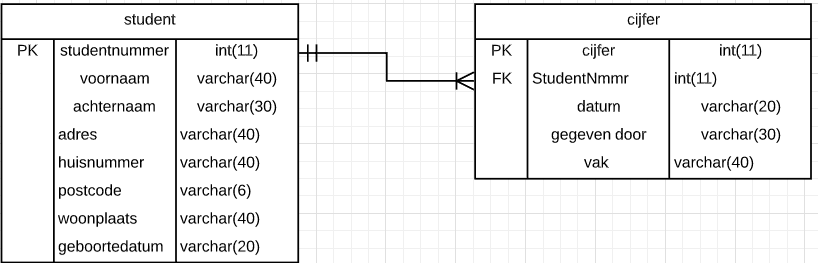 student
PK studentnummer int(11)
voornaam varchar(40)
achternaam varchar(30)
adres varchar(40)
huisnummer varchar(40)
postcode varchar(6)
woonplaats varchar(40)
geboortedatum varchar(20)
cijfer
PK cijfer int(11)
FK StudentNmmr int(11)
datum varchar(20)
gegeven door varchar(30)
vak varchar(40)